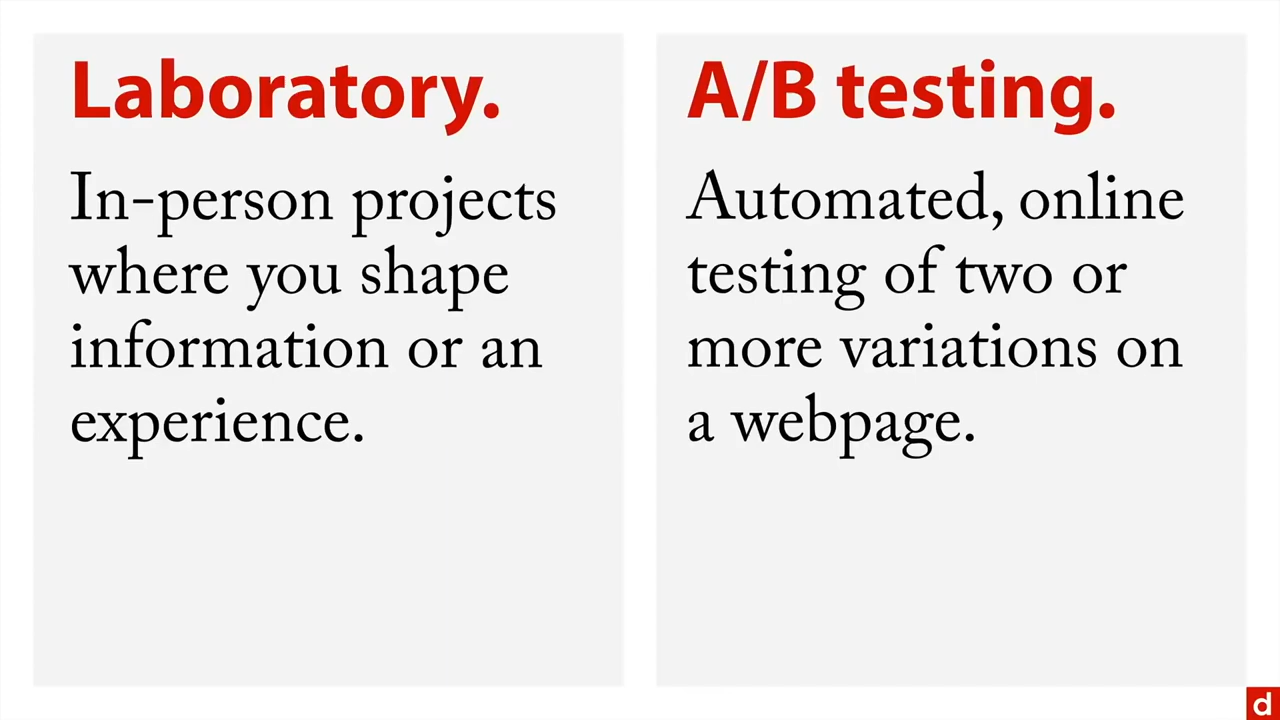 Laboratory.
In-person projects
where you shape
information or an
experience.
A/B testing.
Automated, online
testing of two or
more variations on
a webpage.
d